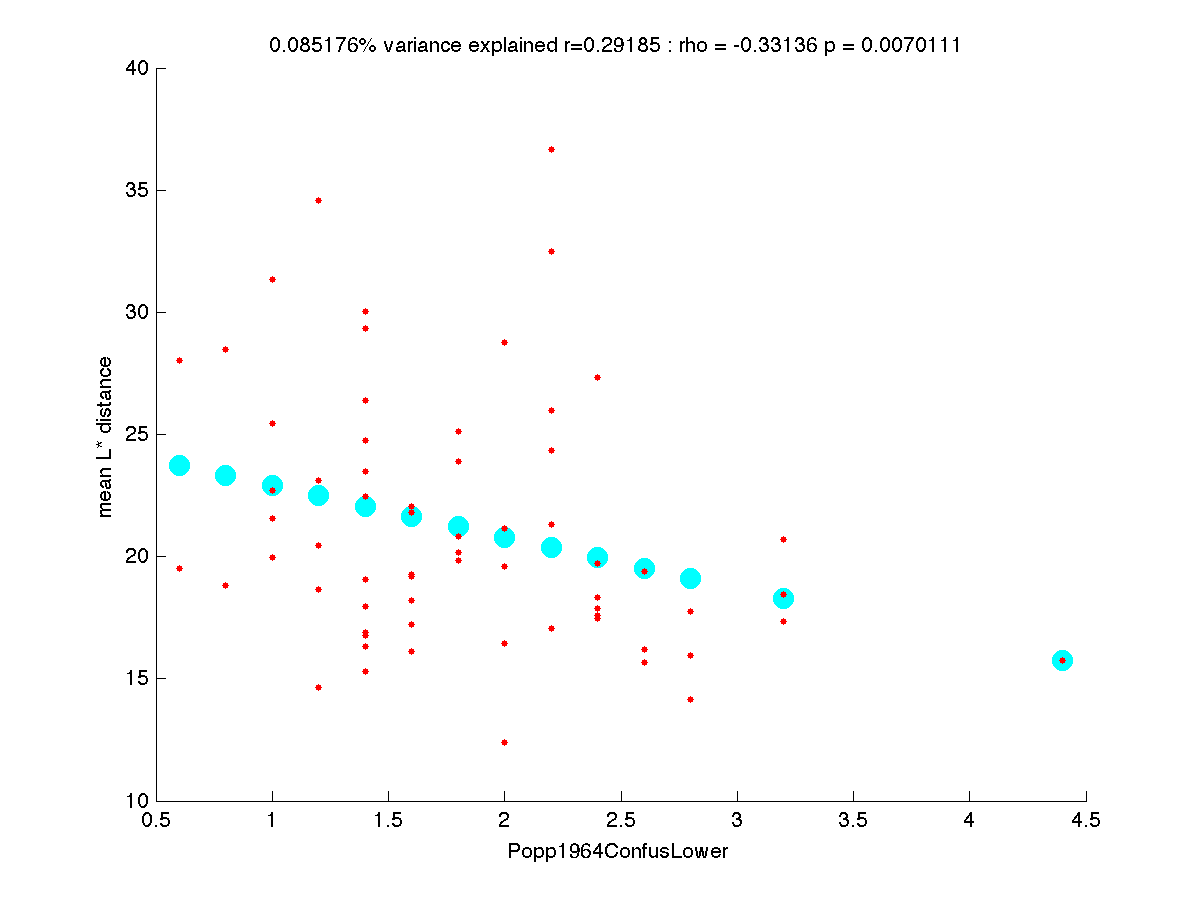 0.085176% variance explained r=0.29185 : rho = -0.33136 p = 0.0070111
40
35
30
25
20
15
10
mean L* distance
0.5 1 1.5 2 2.5 3 3.5 4 4.5
Popp1964ConfusLower